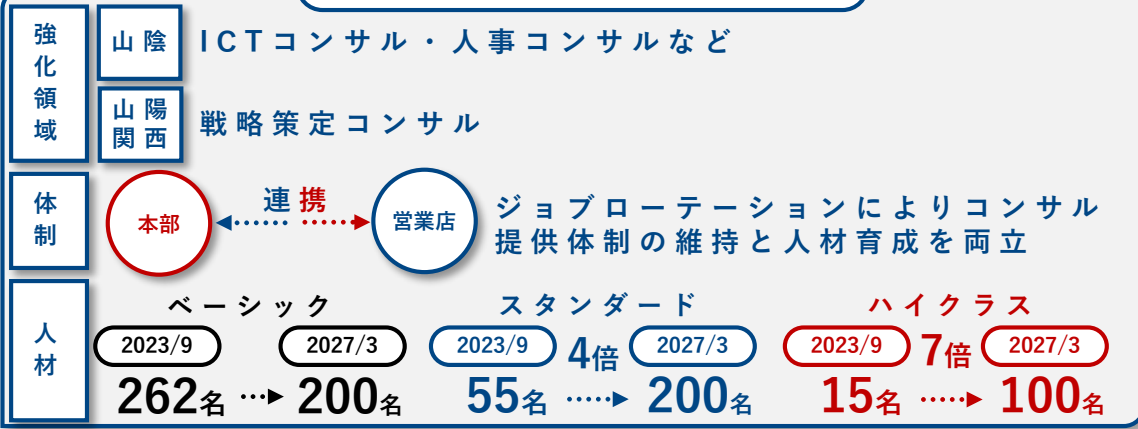 強化領域
山陰
ICTコンサル・人事コンサルなど
山陽
関西
戦略策定コンサル
体制
本部
連携
営業店
ジョブローテーションによりコンサル
提供体制の維持と人材育成を両立
人材
ベーシック
2023/9
2027/3
262名
200名
スタンダード
2023/9
4倍
2027/3
55名
200名
ハイクラス
2023/9
7倍
2027/3
15名
100名